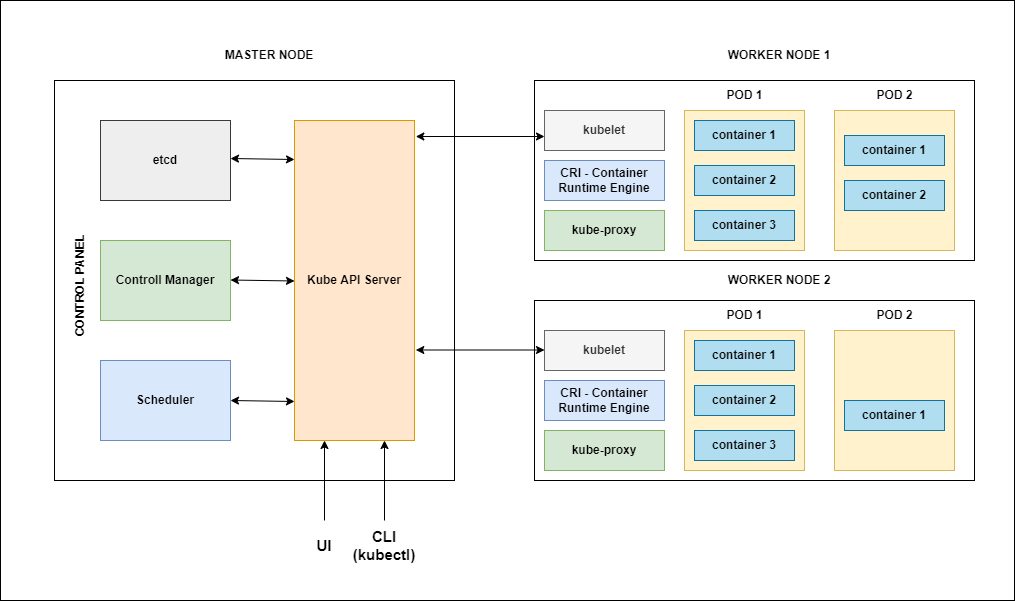 MASTER NODE
CONTROL PANEL
etcd
Controll Manager
Scheduler
Kube API Server
UI
CLI
(kubectl)
WORKER NODE 1
kubelet
CRI - Container
Runtime Engine
kube-proxy
POD 1
container 1
container 2
container 3
POD 2
container 1
container 2
WORKER NODE 2
kubelet
CRI - Container
Runtime Engine
kube-proxy
POD 1
container 1
container 2
container 3
POD 2
container 1